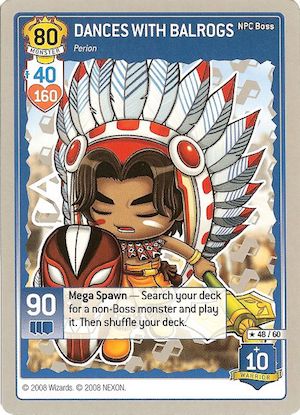 80
MONSTER
DANCES WITH BALROGS
NPC Boss
Perion
40
160
90
Mega Spawn — Search your deck
for a non-Boss monster and play
it. Then shuffle your deck.
★ 48 / 60
10
WARRIOR
© 2008 Wizards. © 2008 NEXON.